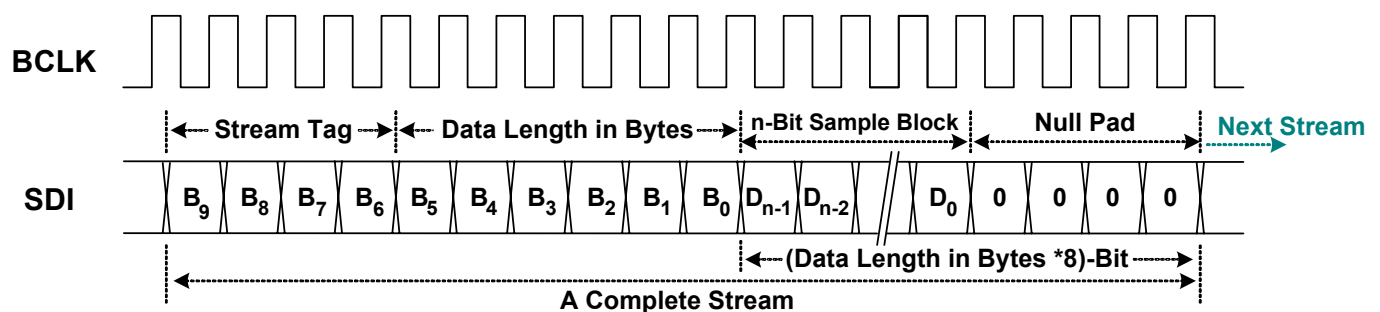 BCLK
Stream Tag Data Length in Bytes n-Bit Sample Block Null Pad Next Stream
SDI B9 B8 B7 B6 B5 B4 B3 B2 B1 B0 Dn-1 Dn-2 D0 0 0 0 0
(Data Length in Bytes *8)-Bit
A Complete Stream